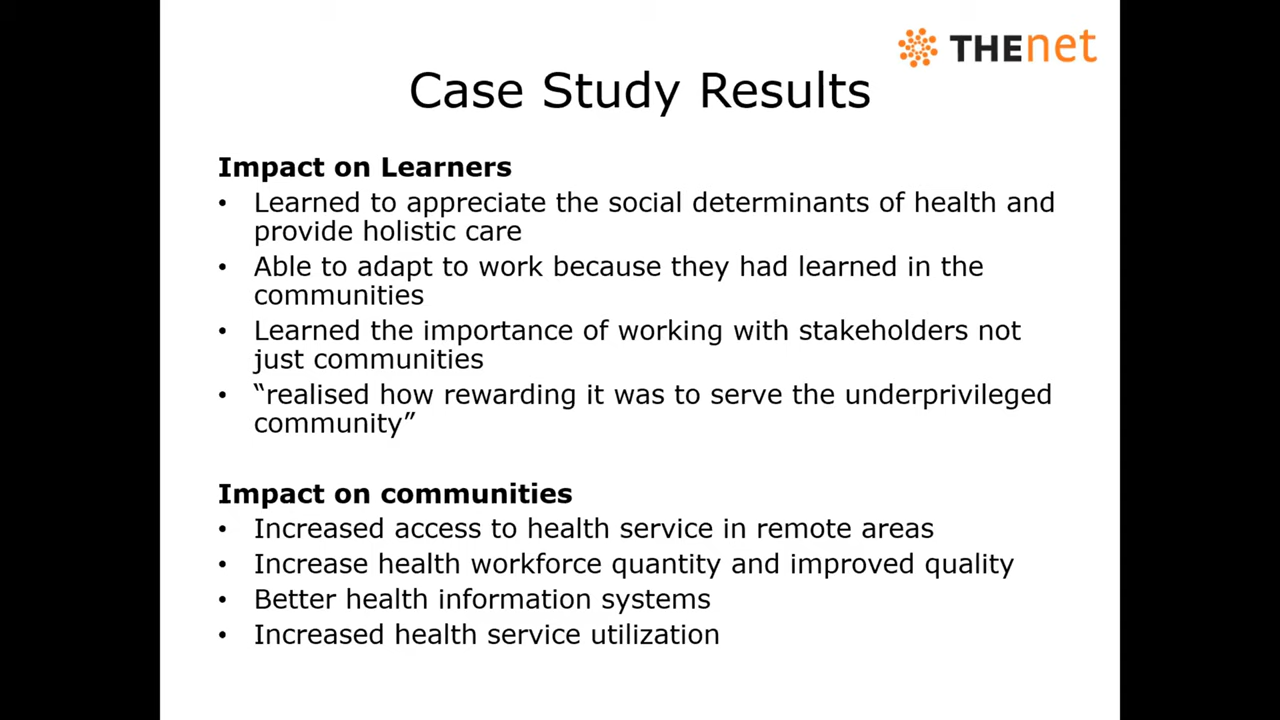 THEnet
Case Study Results
Impact on Learners
• Learned to appreciate the social determinants of health and
provide holistic care
• Able to adapt to work because they had learned in the
communities
• Learned the importance of working with stakeholders not
just communities
• “realised how rewarding it was to serve the underprivileged
community”
Impact on communities
• Increased access to health service in remote areas
• Increase health workforce quantity and improved quality
• Better health information systems
• Increased health service utilization